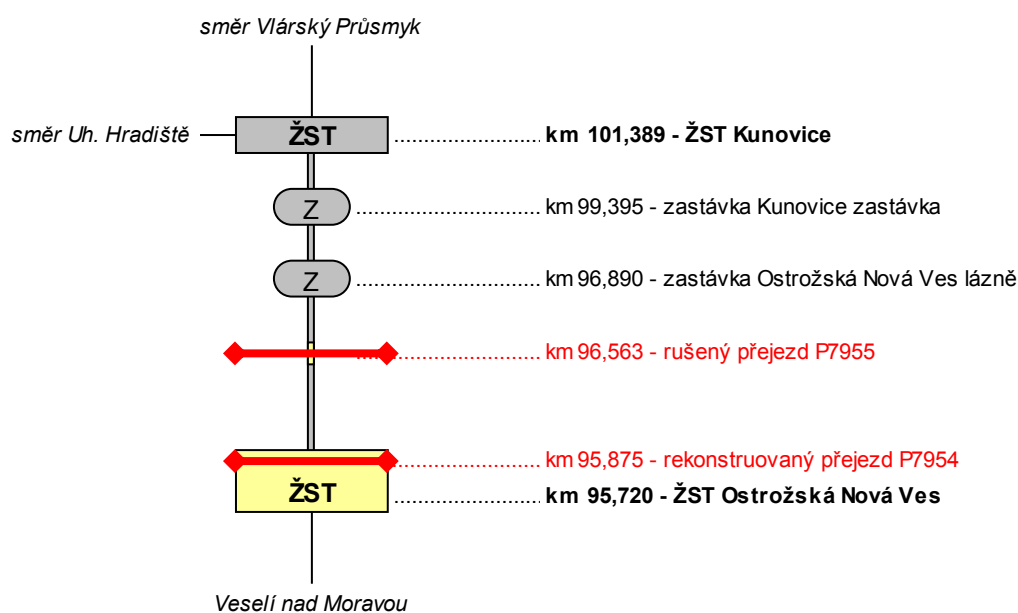 směr Vlárský Průsmyk
směr Uh. Hradiště
ŽST
km 101,389 - ŽST Kunovice
Z
km 99,395 - zastávka Kunovice zastávka
Z
km 96,890 - zastávka Ostrožská Nová Ves lázně
km 96,563 - rušený přejezd P7955
km 95,875 - rekonstruovaný přejezd P7954
ŽST
km 95,720 - ŽST Ostrožská Nová Ves
Veselí nad Moravou